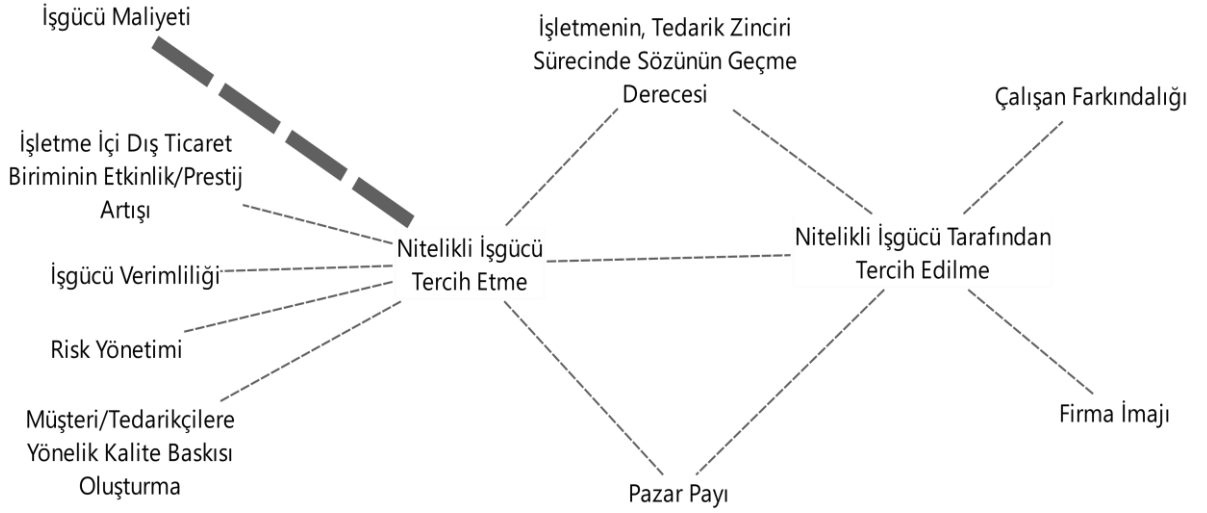 İşgücü Maliyeti
İşletmenin, Tedarik Zinciri
Sürecinde Sözünün Geçme
Derecesi
Çalışan Farkındalığı
İşletme İçi Dış Ticaret
Biriminin Etkinlik/Prestij
Artışı
Nitelikli İşgücü
Tercih Etme
Nitelikli İşgücü Tarafından
Tercih Edilme
İşgücü Verimliliği
Risk Yönetimi
Müşteri/Tedarikçilere
Yönelik Kalite Baskısı
Oluşturma
Firma İmajı
Pazar Payı